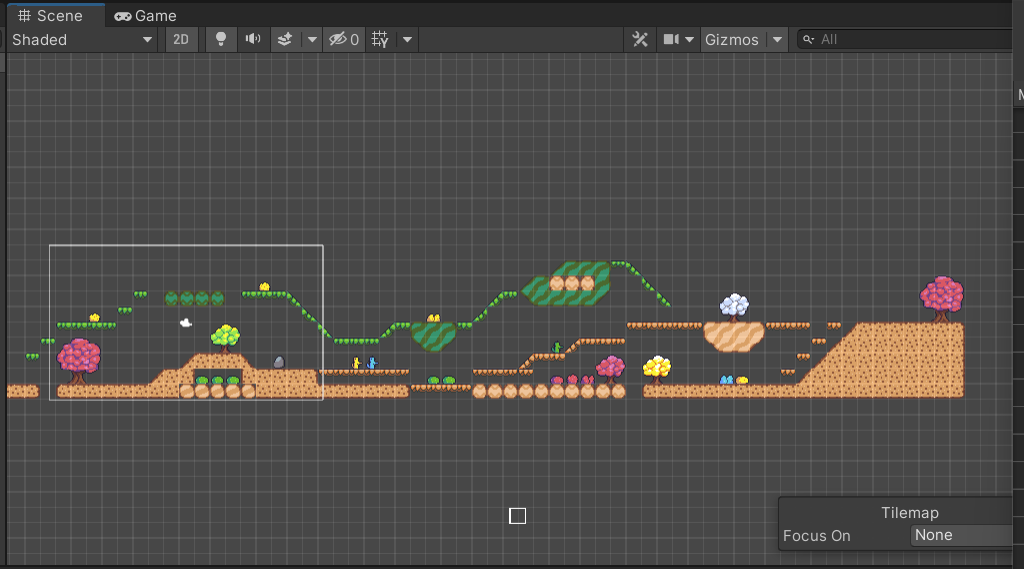 Scene Game
Shaded 2D 0 Gizmos All
M
Tilemap
Focus On None